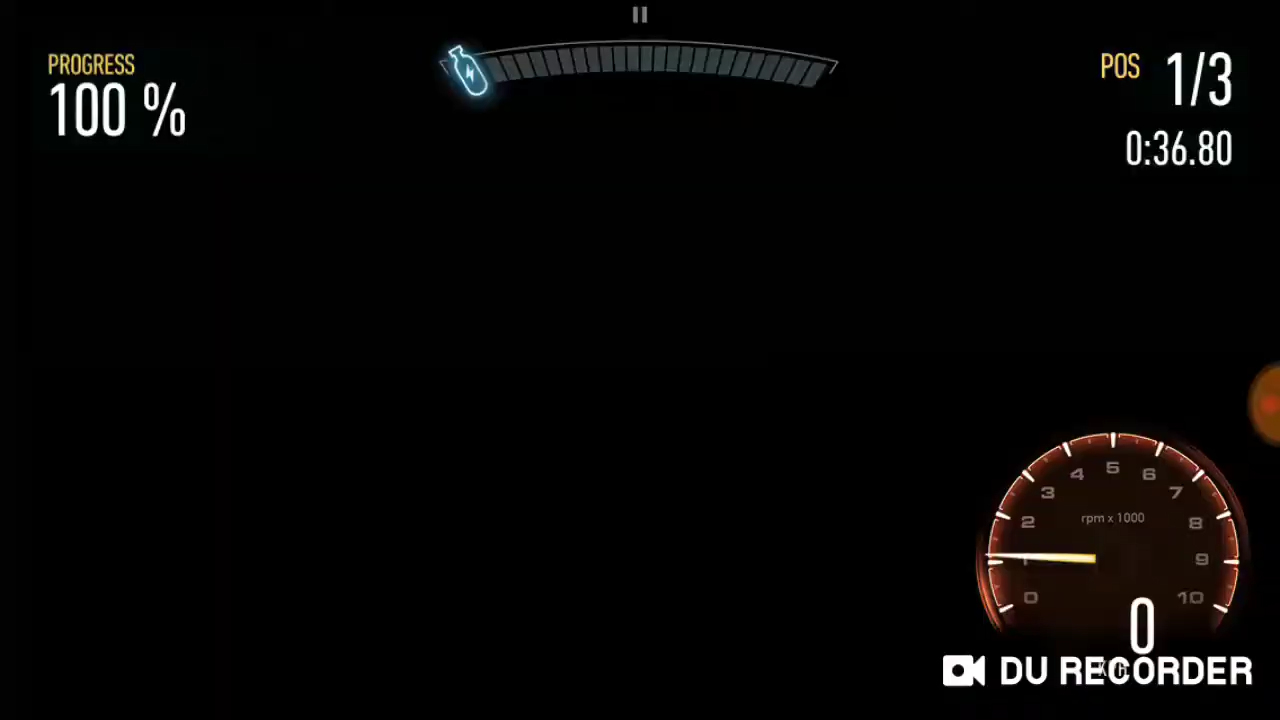 PROGRESS
100 %
POS 1/3
0:36.80
0 1 2 3 4 5 6 7 8 9 10
rpm x 1000
0
DU RECORDER